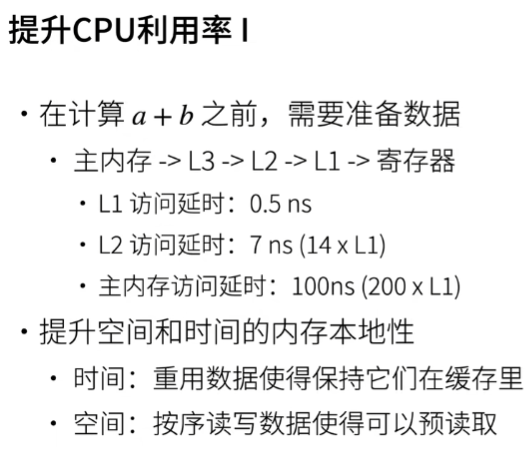 提升CPU利用率 I
• 在计算 a + b 之前，需要准备数据
• 主内存 -> L3 -> L2 -> L1 -> 寄存器
• L1 访问延时：0.5 ns
• L2 访问延时：7 ns (14 x L1)
• 主内存访问延时：100ns (200 x L1)
• 提升空间和时间的内存本地性
• 时间：重用数据使得保持它们在缓存里
• 空间：按序读写数据使得可以预读取